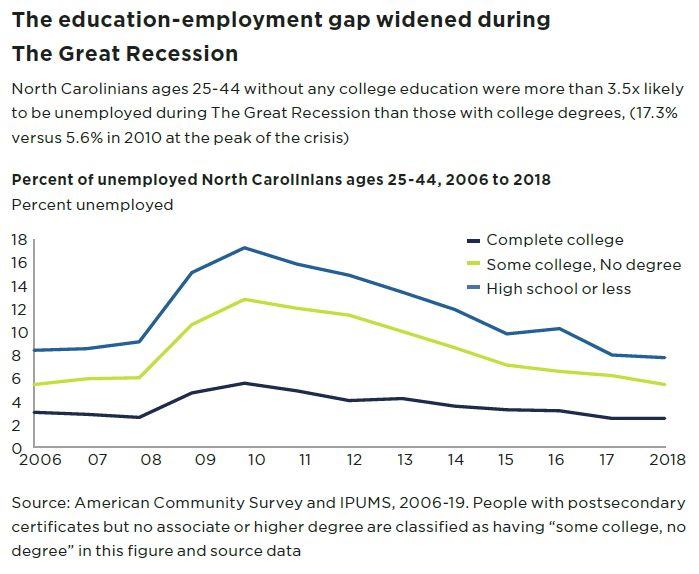 The education-employment gap widened during
The Great Recession
North Carolinians ages 25-44 without any college education were more than 3.5x likely
to be unemployed during The Great Recession than those with college degrees, (17.3%
versus 5.6% in 2010 at the peak of the crisis)
Percent of unemployed North Carolinians ages 25-44, 2006 to 2018
Percent unemployed
18
16
14
12
10
8
6
4
2
0
Complete college
Some college, No degree
High school or less
2006 07 08 09 10 11 12 13 14 15 16 17 2018
Source: American Community Survey and IPUMS, 2006-19. People with postsecondary
certificates but no associate or higher degree are classified as having “some college, no
degree” in this figure and source data